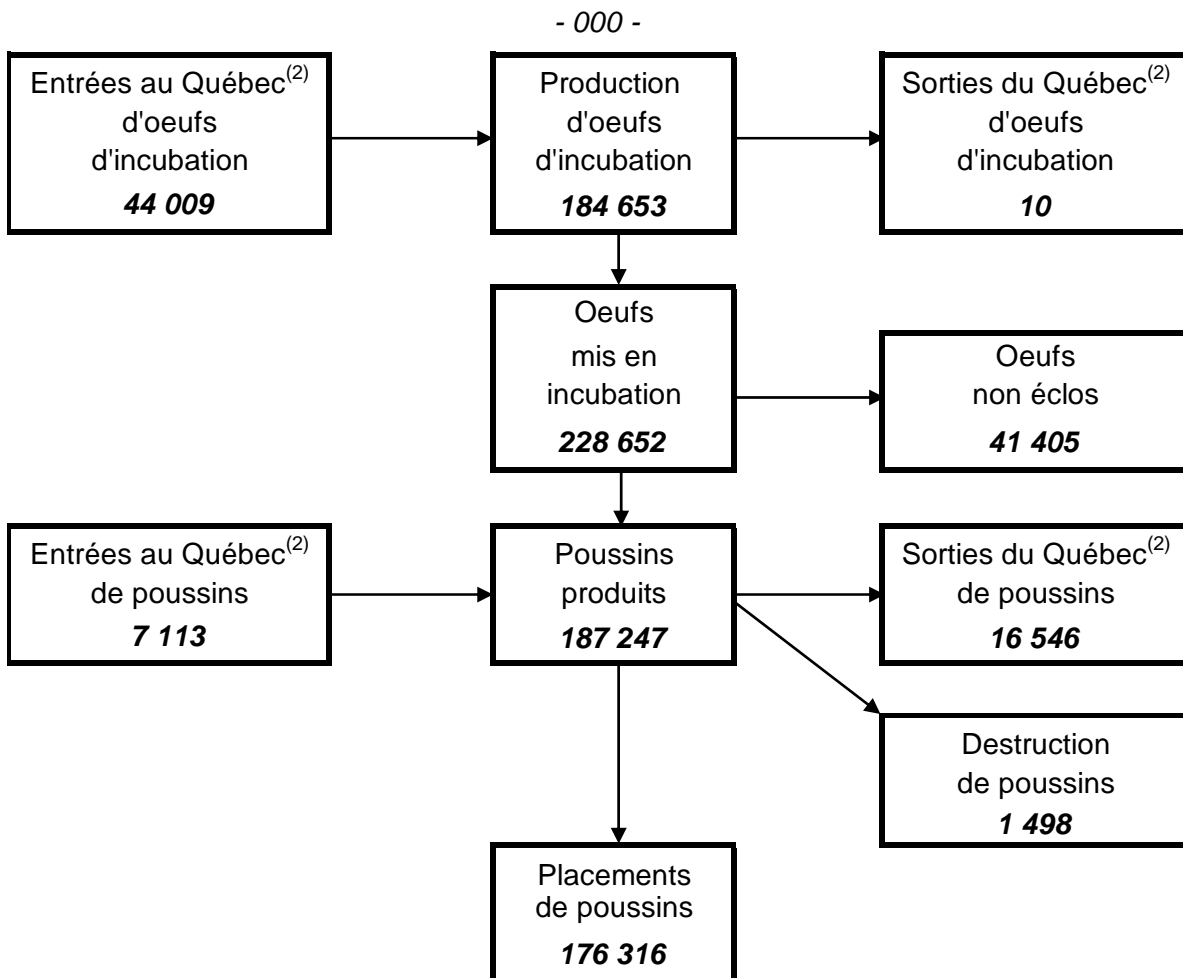 - 000 -
Entrées au Québec(2)
d'oeufs
d'incubation
44 009
Production
d'oeufs
d'incubation
184 653
Sorties du Québec(2)
d'oeufs
d'incubation
10
Oeufs
mis en
incubation
228 652
Oeufs
non éclos
41 405
Entrées au Québec(2)
de poussins
7 113
Poussins
produits
187 247
Sorties du Québec(2)
de poussins
16 546
Destruction
de poussins
1 498
Placements
de poussins
176 316